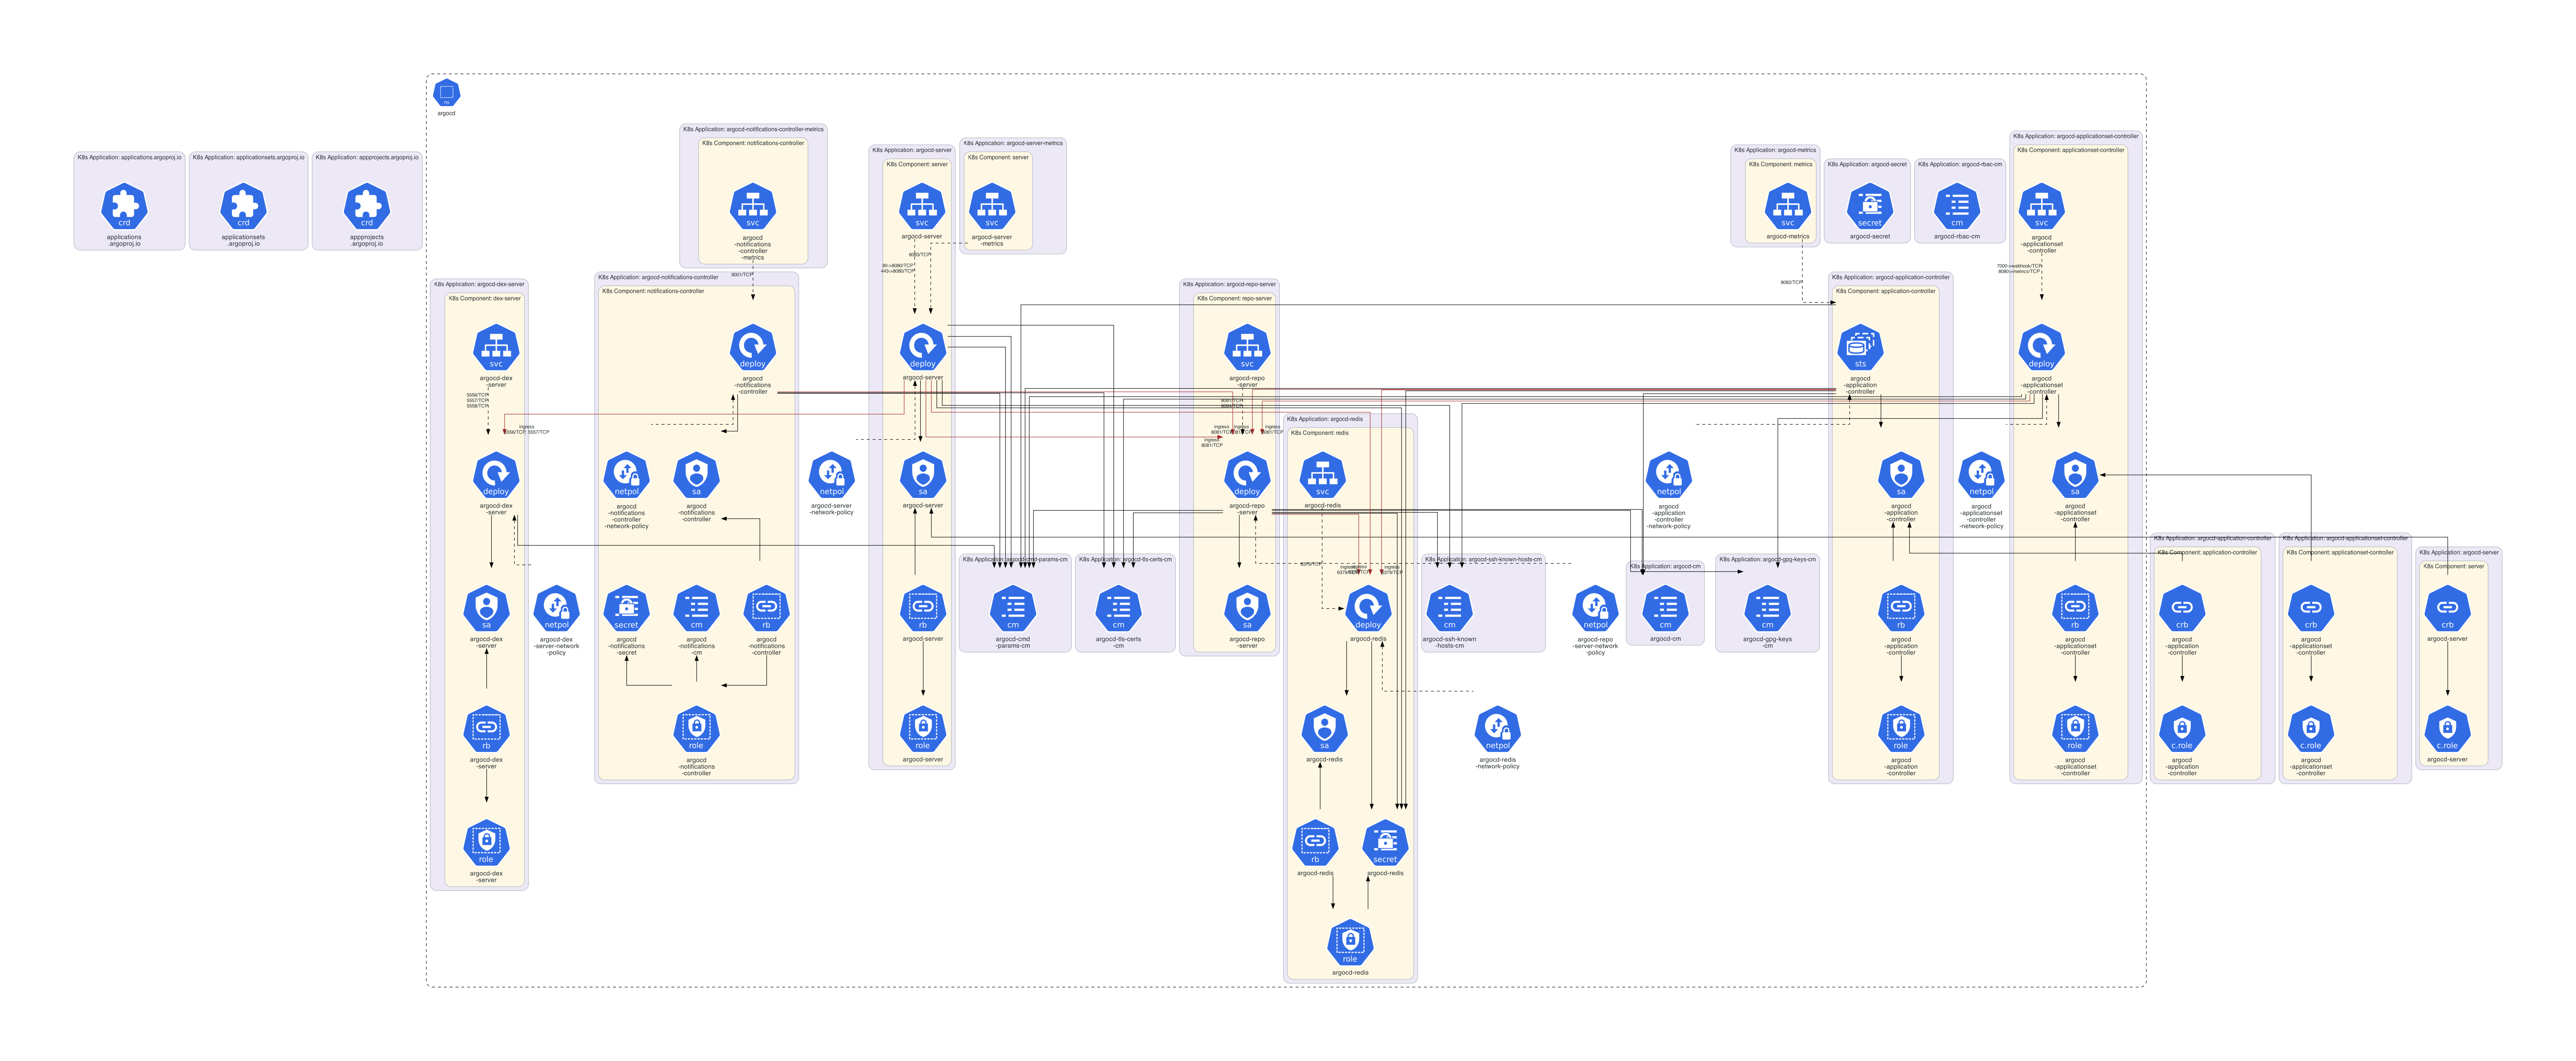 ns
argocd
K8s Application: applications.argoproj.io
crd
applications
.argoproj.io
K8s Application: applicationsets.argoproj.io
crd
applicationsets
.argoproj.io
K8s Application: appprojects.argoproj.io
crd
appprojects
.argoproj.io
K8s Application: argocd-notifications-controller-metrics
K8s Component: notifications-controller
svc
argocd
-notifications
-controller
-metrics
8001/TCP
K8s Application: argocd-server
K8s Component: server
svc
argocd-server
80->8080/TCP
443->8080/TCP
K8s Application: argocd-server-metrics
K8s Component: server
svc
argocd-server
-metrics
8083/TCP
K8s Application: argocd-metrics
K8s Component: metrics
svc
argocd-metrics
8082/TCP
K8s Application: argocd-secret
secret
argocd-secret
K8s Application: argocd-rbac-cm
cm
argocd-rbac-cm
K8s Application: argocd-applicationset-controller
K8s Component: applicationset-controller
svc
argocd
-applicationset
-controller
7000->webhook/TCP
8080->metrics/TCP
K8s Application: argocd-dex-server
K8s Component: dex-server
svc
argocd-dex
-server
5556/TCP
5557/TCP
5558/TCP
ingress
5556/TCP, 5557/TCP
deploy
argocd-dex
-server
sa
argocd-dex
-server
rb
argocd-dex
-server
role
argocd-dex
-server
netpol
argocd-dex
-server-network
-policy
K8s Application: argocd-notifications-controller
K8s Component: notifications-controller
deploy
argocd
-notifications
-controller
netpol
argocd
-notifications
-controller
-network-policy
sa
argocd
-notifications
-controller
secret
argocd
-notifications
-secret
cm
argocd
-notifications
-cm
rb
argocd
-notifications
-controller
role
argocd
-notifications
-controller
netpol
argocd-server
-network-policy
deploy
argocd-server
sa
argocd-server
rb
argocd-server
role
argocd-server
K8s Application: argocd-cmd-params-cm
cm
argocd-cmd
-params-cm
K8s Application: argocd-tls-certs-cm
cm
argocd-tls-certs
-cm
K8s Application: argocd-repo-server
K8s Component: repo-server
svc
argocd-repo
-server
8081/TCP
8084/TCP
ingress
8081/TCP
ingress
ingress
8081/TCP
ingress
8081/TCP
deploy
argocd-repo
-server
sa
argocd-repo
-server
K8s Application: argocd-redis
K8s Component: redis
svc
argocd-redis
6379/TCP
ingress
6379/TCP
ingress
ingress
6379/TCP
deploy
argocd-redis
sa
argocd-redis
rb
argocd-redis
secret
argocd-redis
role
argocd-redis
K8s Application: argocd-ssh-known-hosts-cm
cm
argocd-ssh-known
-hosts-cm
netpol
argocd-redis
-network-policy
netpol
argocd-repo
-server-network
-policy
K8s Application: argocd-cm
cm
argocd-cm
netpol
argocd
-application
-controller
-network-policy
K8s Application: argocd-gpg-keys-cm
cm
argocd-gpg-keys
-cm
K8s Application: argocd-application-controller
K8s Component: application-controller
sts
argocd
-application
-controller
sa
argocd
-application
-controller
rb
argocd
-application
-controller
role
argocd
-application
-controller
netpol
argocd
-applicationset
-controller
-network-policy
deploy
argocd
-applicationset
-controller
sa
argocd
-applicationset
-controller
rb
argocd
-applicationset
-controller
role
argocd
-applicationset
-controller
K8s Application: argocd-application-controller
K8s Component: application-controller
crb
argocd
-application
-controller
c.role
argocd
-application
-controller
K8s Application: argocd-applicationset-controller
K8s Component: applicationset-controller
crb
argocd
-applicationset
-controller
c.role
argocd
-applicationset
-controller
K8s Application: argocd-server
K8s Component: server
crb
argocd-server
c.role
argocd-server